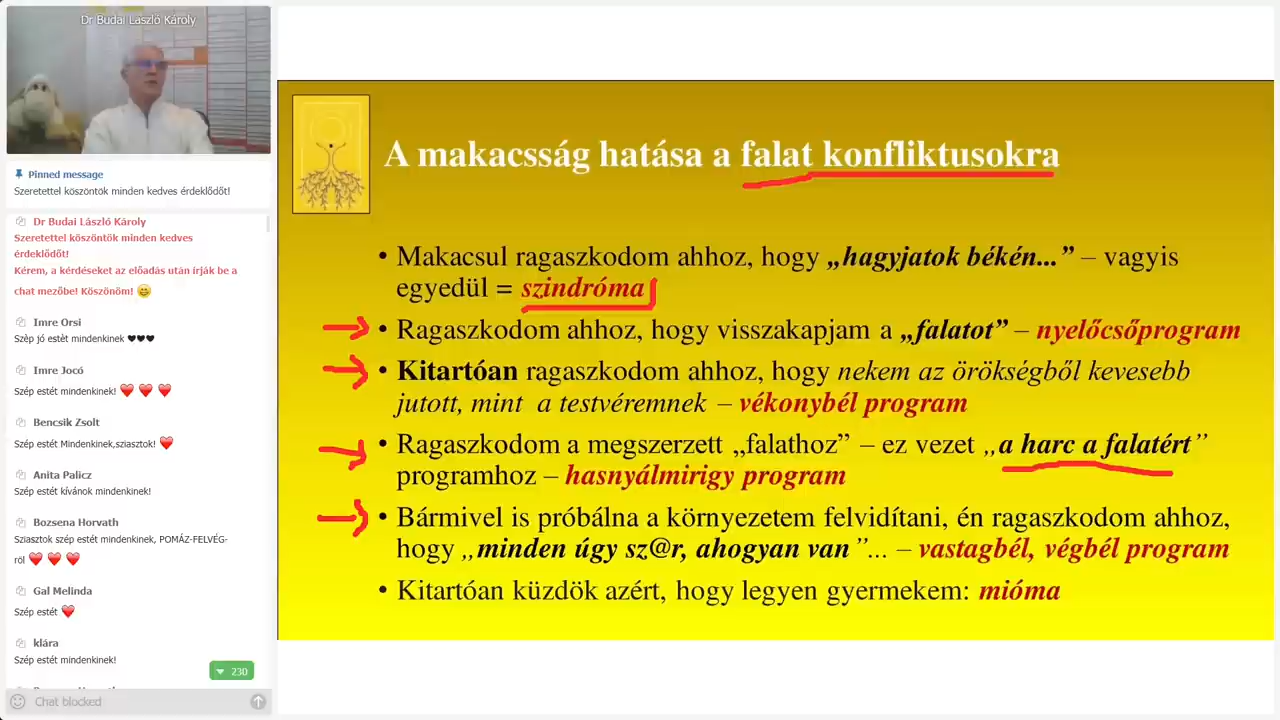 Dr Budai László Károly
Pinned message
Szeretettel köszöntök minden kedves érdeklődőt!
Dr Budai László Károly
Szeretettel köszöntök minden kedves
érdeklődőt!
Kérem, a kérdéseket az előadás után írják be a
chat mezőbe! Köszönöm! 😄
Imre Orsi
Szèp jó estèt mindenkinek ♥♥♥
Imre Jocó
Szép estét mindenkinek! ❤ ❤ ❤
Bencsik Zsolt
Szép estét Mindenkinek,sziasztok! ❤
Anita Palicz
Szép estét kívánok mindenkinek!
Bozsena Horvath
Sziasztok szép estét mindenkinek, POMÁZ-FELVÉG-
ről ❤ ❤ ❤
Gal Melinda
Szép estét ❤
klára
Szép estét mindenkinek!
230
Chat blocked
A makacsság hatása a falat konfliktusokra
• Makacsul ragaszkodom ahhoz, hogy „hagyjatok békén...” – vagyis
egyedül = szindróma
• Ragaszkodom ahhoz, hogy visszakapjam a „falatot” – nyelőcsőprogram
• Kitartóan ragaszkodom ahhoz, hogy nekem az örökségből kevesebb
jutott, mint a testvéremnek – vékonybél program
• Ragaszkodom a megszerzett „falathoz” – ez vezet „a harc a falatért”
programhoz – hasnyálmirigy program
• Bármivel is próbálna a környezetem felvidítani, én ragaszkodom ahhoz,
hogy „minden úgy sz@r, ahogyan van”... – vastagbél, végbél program
• Kitartóan küzdök azért, hogy legyen gyermekem: mióma